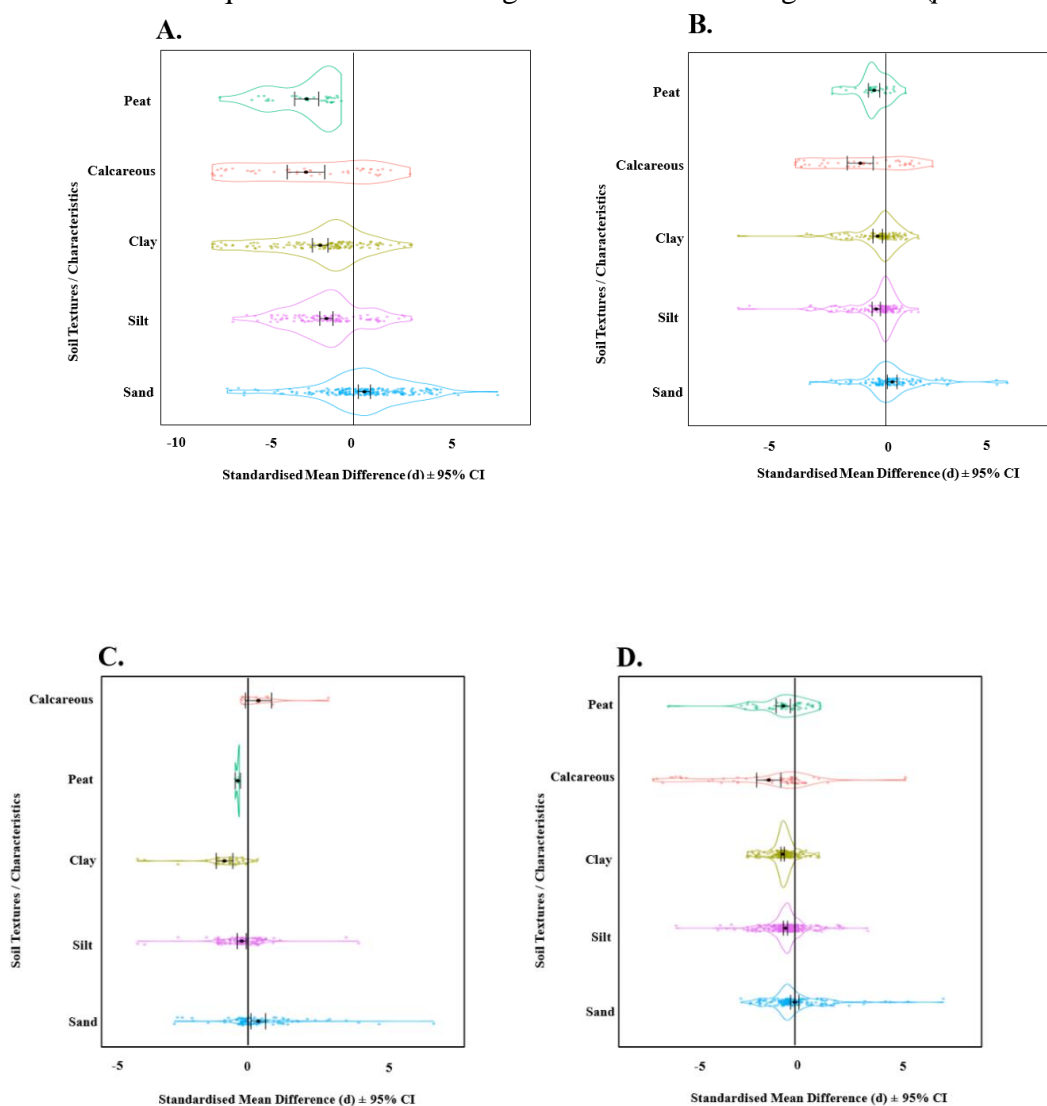 A.
Peat
Calcareous
Clay
Silt
Sand
Soil Textures / Characteristics
-10 -5 0 5
Standardised Mean Difference (d) ± 95% CI
B.
Peat
Calcareous
Clay
Silt
Sand
Soil Textures / Characteristics
-5 0 5
Standardised Mean Difference (d) ± 95% CI
C.
Calcareous
Peat
Clay
Silt
Sand
Soil Textures / Characteristics
-5 0 5
Standardised Mean Difference (d) ± 95% CI
D.
Peat
Calcareous
Clay
Silt
Sand
Soil Textures / Characteristics
-5 0 5
Standardised Mean Difference (d) ± 95% CI